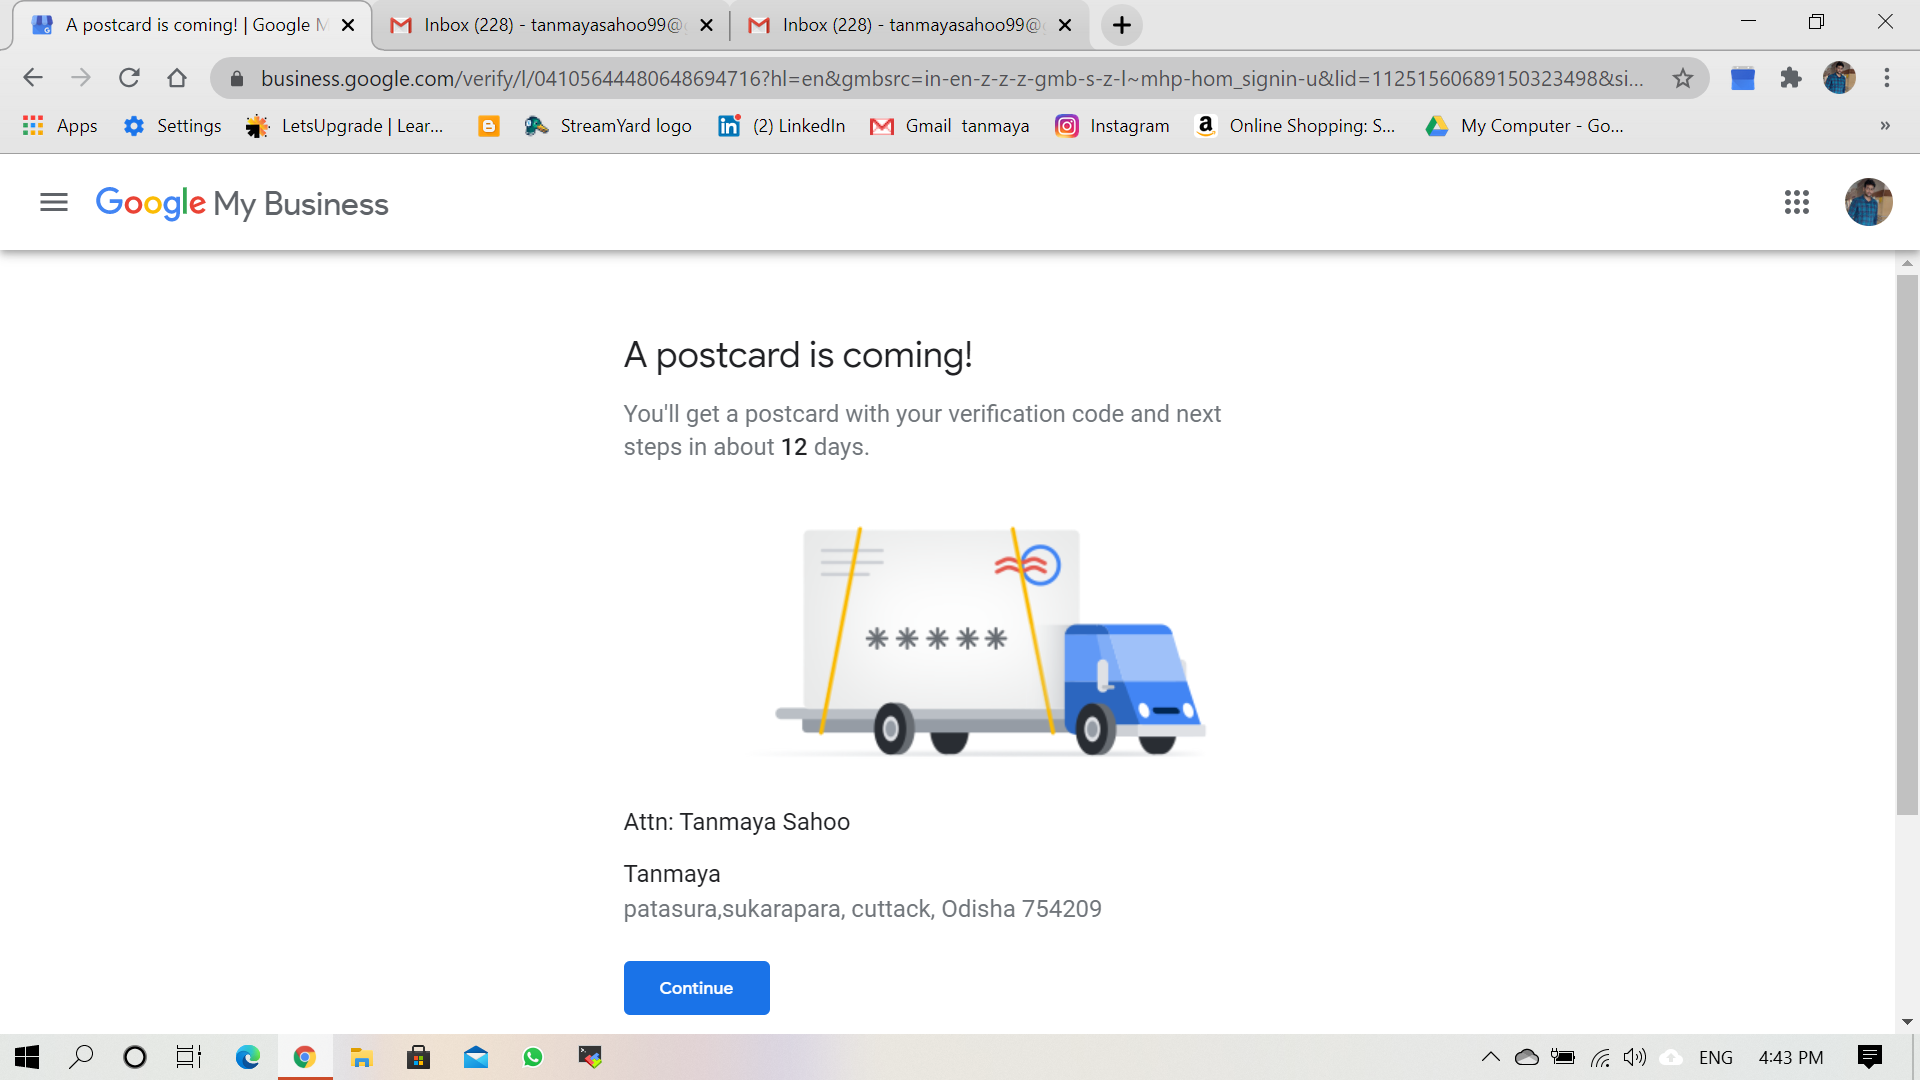 A postcard is coming! | Google M
Inbox (228) - tanmayasahoo99@
Inbox (228) - tanmayasahoo99@
business.google.com/verify/l/04105644480648694716?hl=en&gmbsrc=in-en-z-z-z-gmb-s-z-l~mhp-hom_signin-u&lid=11251560689150323498&si...
Apps
Settings
LetsUpgrade | Lear...
StreamYard logo
(2) LinkedIn
Gmail tanmaya
Instagram
Online Shopping: S...
My Computer - Go...
»
Google My Business
A postcard is coming!
You'll get a postcard with your verification code and next
steps in about 12 days.
*****
Attn: Tanmaya Sahoo
Tanmaya
patasura,sukarapara, cuttack, Odisha 754209
Continue
ENG
4:43 PM